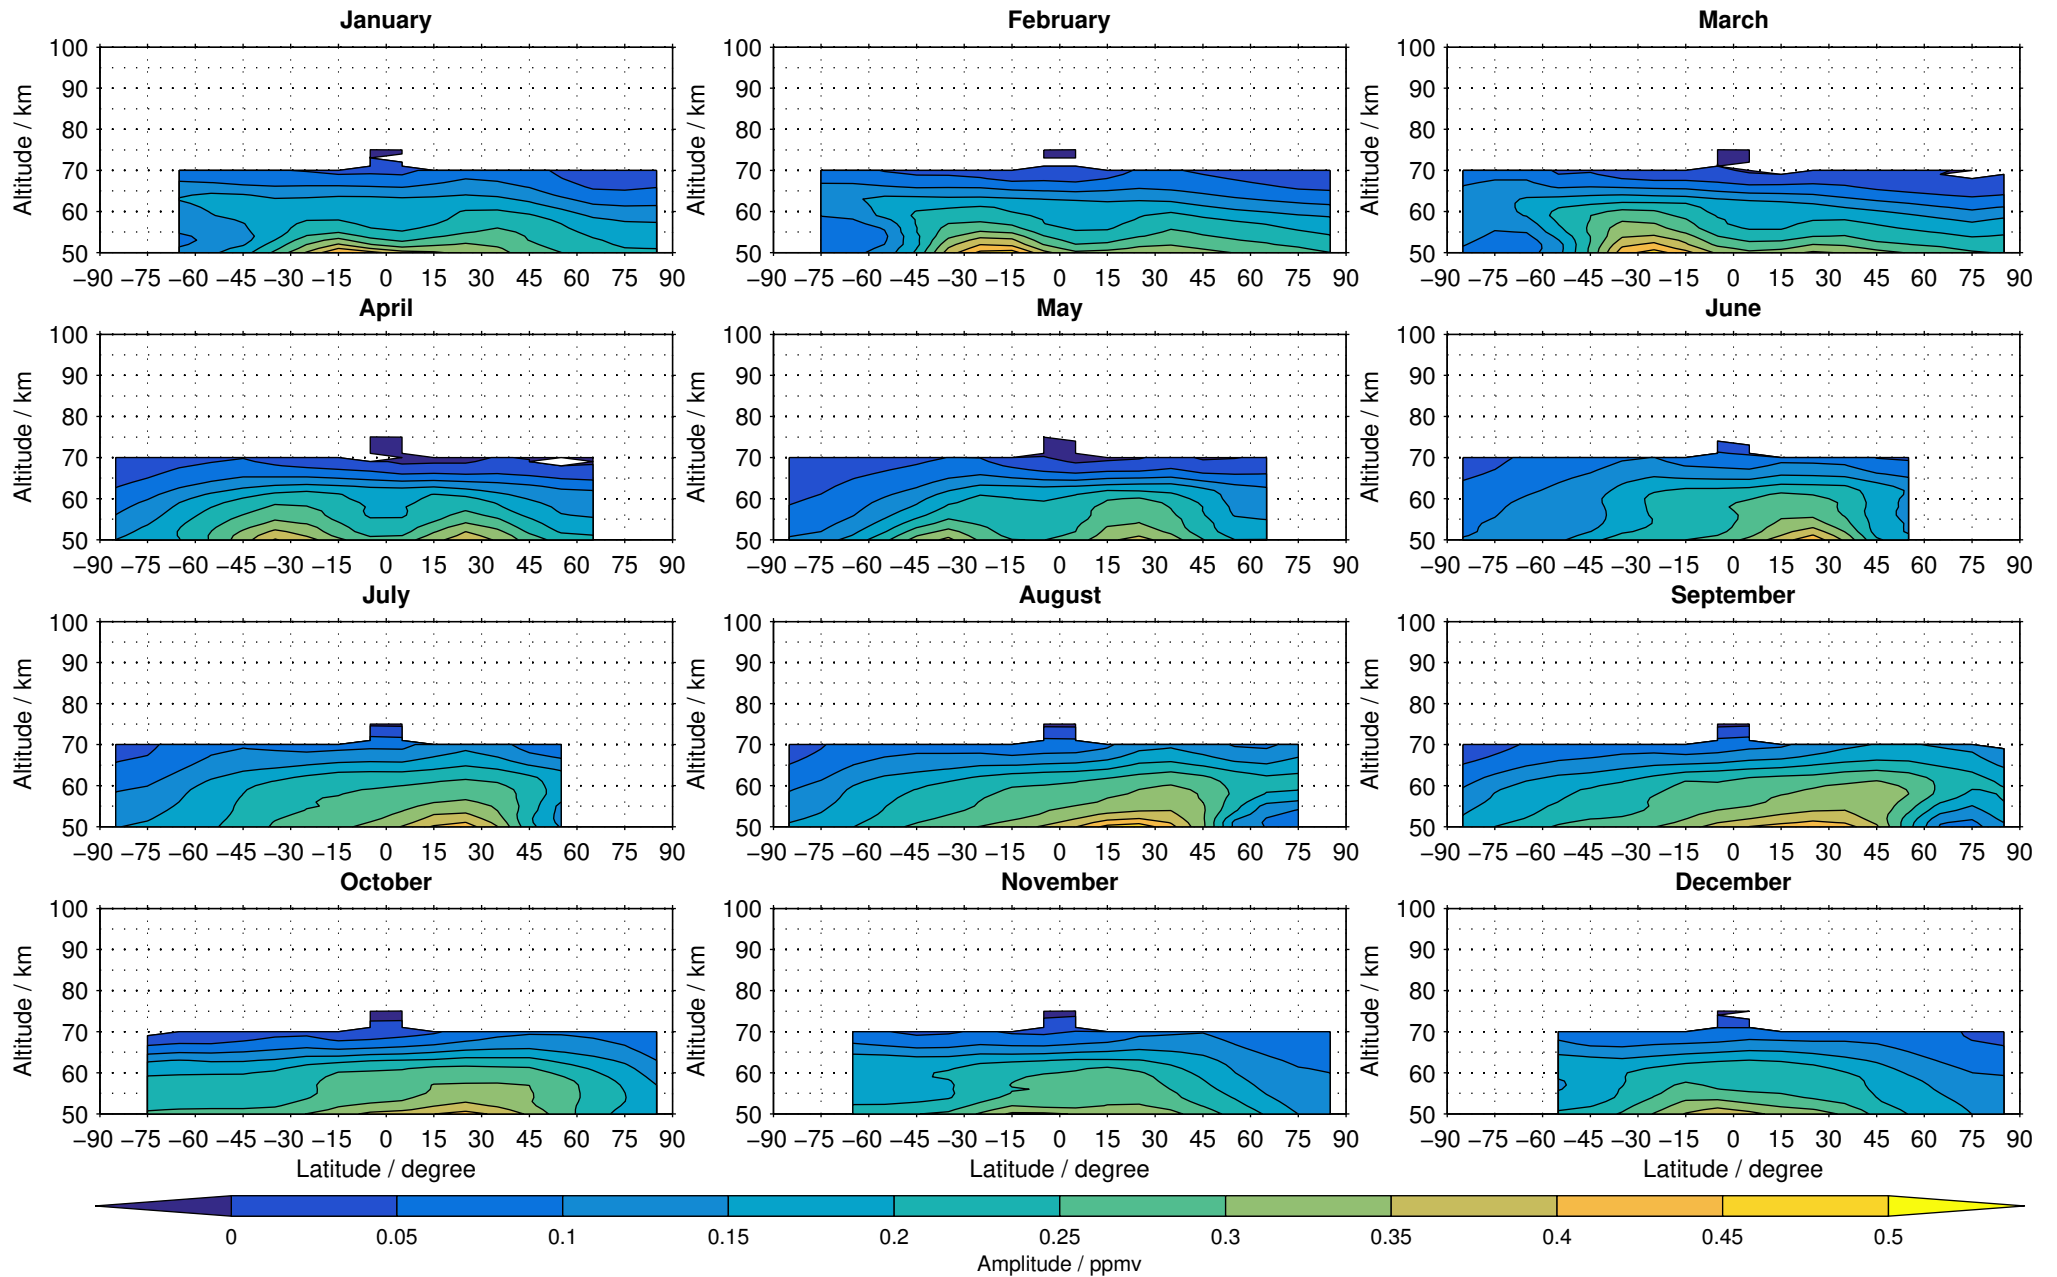 January February March
100 100 100
90 90 90
80 80 80
70 70 70
60 60 60
50 50 50
Altitude / km Altitude / km Altitude / km
−90 −75 −60 −45 −30 −15 0 15 30 45 60 75 90 −90 −75 −60 −45 −30 −15 0 15 30 45 60 75 90 −90 −75 −60 −45 −30 −15 0 15 30 45 60 75 90
April May June
100 100 100
90 90 90
80 80 80
70 70 70
60 60 60
50 50 50
Altitude / km Altitude / km Altitude / km
−90 −75 −60 −45 −30 −15 0 15 30 45 60 75 90 −90 −75 −60 −45 −30 −15 0 15 30 45 60 75 90 −90 −75 −60 −45 −30 −15 0 15 30 45 60 75 90
July August September
100 100 100
90 90 90
80 80 80
70 70 70
60 60 60
50 50 50
Altitude / km Altitude / km Altitude / km
−90 −75 −60 −45 −30 −15 0 15 30 45 60 75 90 −90 −75 −60 −45 −30 −15 0 15 30 45 60 75 90 −90 −75 −60 −45 −30 −15 0 15 30 45 60 75 90
October November December
100 100 100
90 90 90
80 80 80
70 70 70
60 60 60
50 50 50
Altitude / km Altitude / km Altitude / km
−90 −75 −60 −45 −30 −15 0 15 30 45 60 75 90 −90 −75 −60 −45 −30 −15 0 15 30 45 60 75 90 −90 −75 −60 −45 −30 −15 0 15 30 45 60 75 90
Latitude / degree Latitude / degree Latitude / degree
0 0.05 0.1 0.15 0.2 0.25 0.3 0.35 0.4 0.45 0.5
Amplitude / ppmv